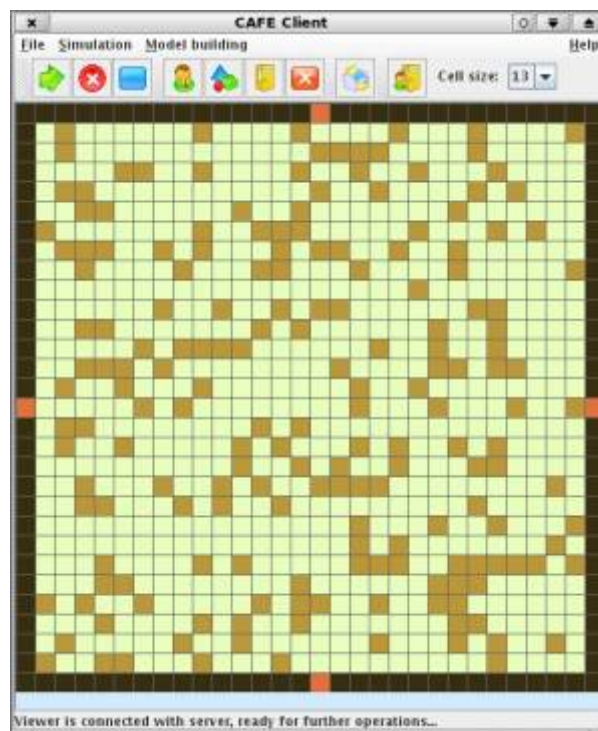 CAFE Client
File Simulation Model building Help
Cell size: 13
Viewer is connected with server, ready for further operations...